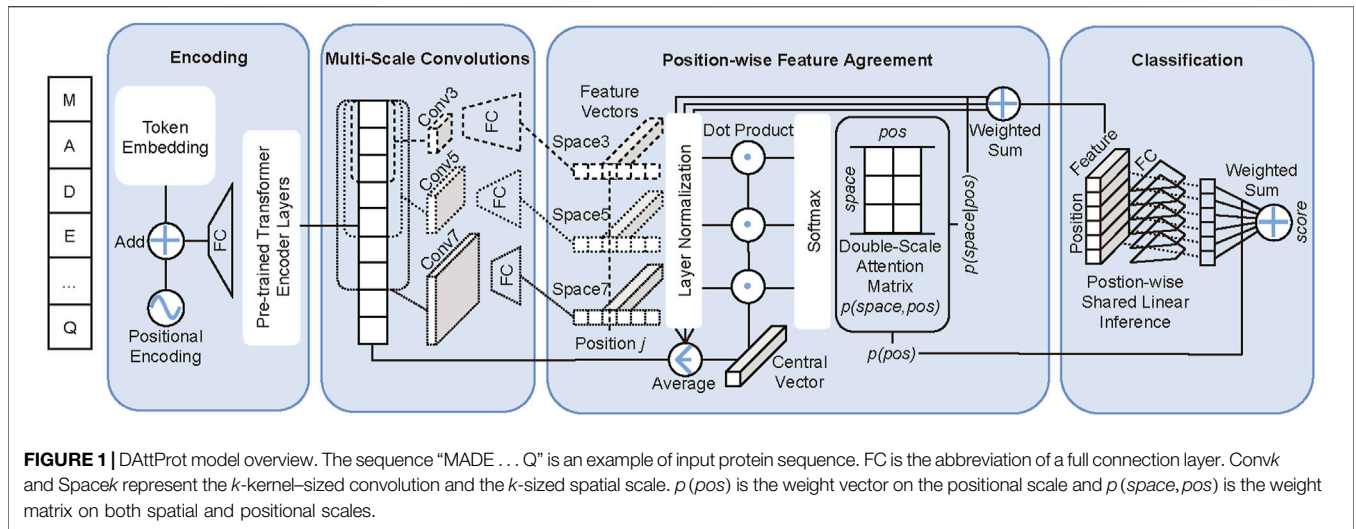 Encoding
Multi-Scale Convolutions
Position-wise Feature Agreement
Classification
M
A
D
E
...
Q
Token
Embedding
Add
Positional
Encoding
FC
Pre-trained Transformer
Encoder Layers
Conv3
FC
Conv5
FC
Conv7
FC
Feature
Vectors
Space3
Space5
Space7
Position j
Layer Normalization
Dot Product
Average
Central
Vector
Softmax
pos
space
Double-Scale
Attention
Matrix
p(space,pos)
p(space|pos)
p(pos)
Weighted
Sum
Feature
Position
FC
Postion-wise
Shared Linear
Inference
Weighted
Sum
score
FIGURE 1 | DAttProt model overview. The sequence “MADE . . . Q” is an example of input protein sequence. FC is the abbreviation of a full connection layer. Convk
and Spacek represent the k-kernel–sized convolution and the k-sized spatial scale. p (pos) is the weight vector on the positional scale and p (space, pos) is the weight
matrix on both spatial and positional scales.